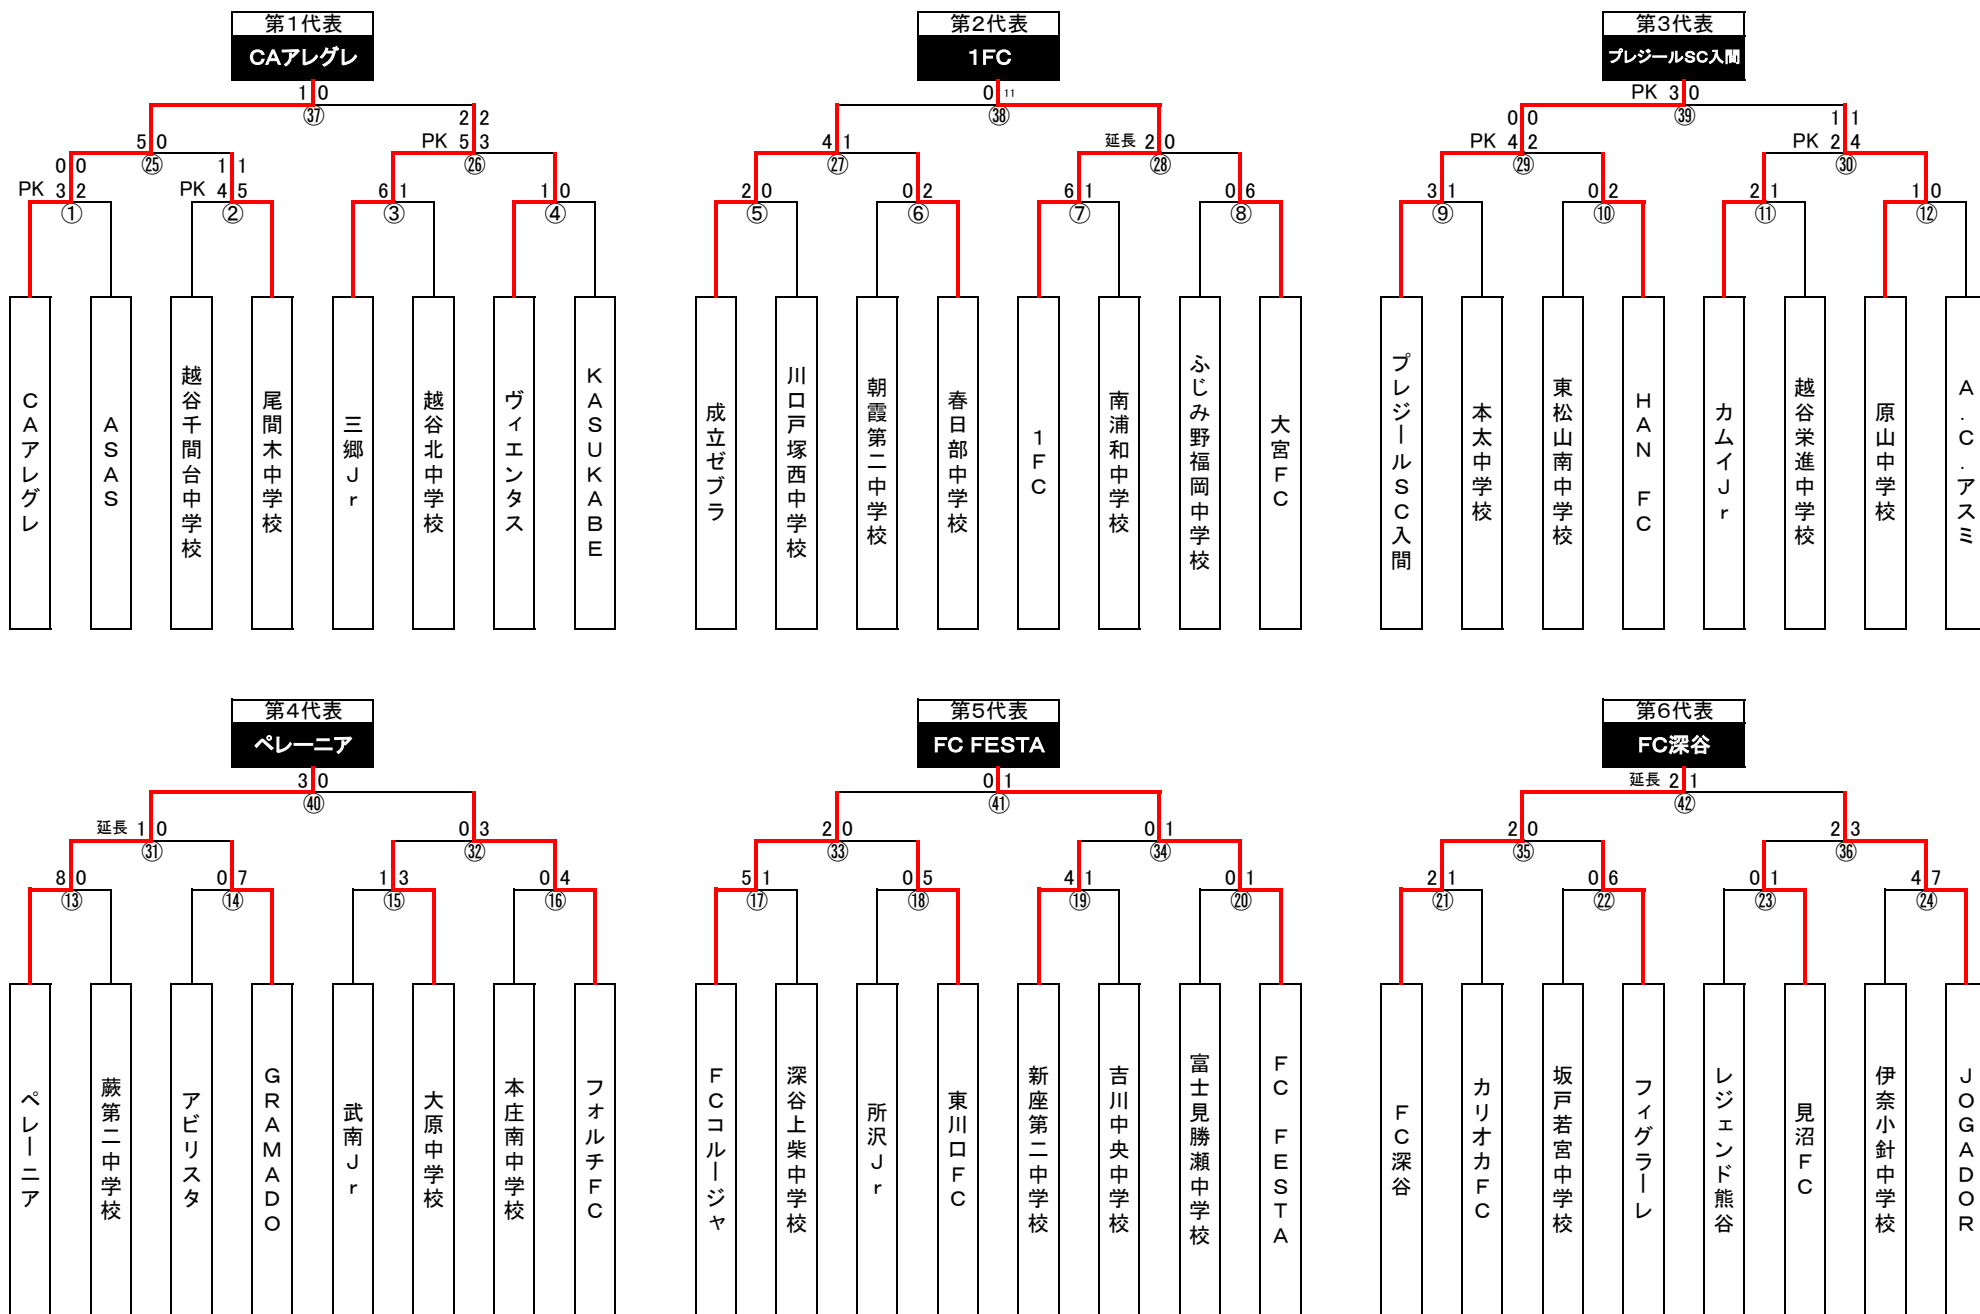 第1代表
CAアレグレ
1 0
㊲
2 2
5 0
PK 5 3
㉕
㉖
0 0
1 1
PK 3 2
PK 4 5
6 1
1 0
①
②
③
④
CAアレグレ
ASAS
越谷千間台中学校
尾間木中学校
三郷Jr
越谷北中学校
ヴィエンタス
KASUKABE
第2代表
1FC
0 11
㊳
4 1
延長 2 0
㉗
㉘
2 0
0 2
6 1
0 6
⑤
⑥
⑦
⑧
成立ゼブラ
川口戸塚西中学校
朝霞第二中学校
春日部中学校
1FC
南浦和中学校
ふじみ野福岡中学校
大宮FC
第3代表
プレジールSC入間
PK 3 0
㊴
0 0
1 1
PK 4 2
PK 2 4
㉙
㉚
3 1
0 2
2 1
1 0
⑨
⑩
⑪
⑫
プレジールSC入間
本太中学校
東松山南中学校
HAN FC
カムイJr
越谷栄進中学校
原山中学校
A.C.アスミ
第4代表
ペレーニア
3 0
㊵
延長 1 0
0 3
㉛
㉜
8 0
0 7
1 3
0 4
⑬
⑭
⑮
⑯
ペレーニア
蕨第二中学校
アビリスタ
GRAMADO
武南Jr
大原中学校
本庄南中学校
フォルチFC
第5代表
FC FESTA
0 1
㊶
2 0
0 1
㉝
㉞
5 1
0 5
4 1
0 1
⑰
⑱
⑲
⑳
FCコルージャ
深谷上柴中学校
所沢Jr
東川口FC
新座第二中学校
吉川中央中学校
富士見勝瀬中学校
FC FESTA
第6代表
FC深谷
延長 2 1
㊷
2 0
2 3
㉟
㊱
2 1
0 6
0 1
4 7
㉑
㉒
㉓
㉔
FC深谷
カリオカFC
坂戸若宮中学校
フィグラーレ
レジェンド熊谷
見沼FC
伊奈小針中学校
JOGADOR